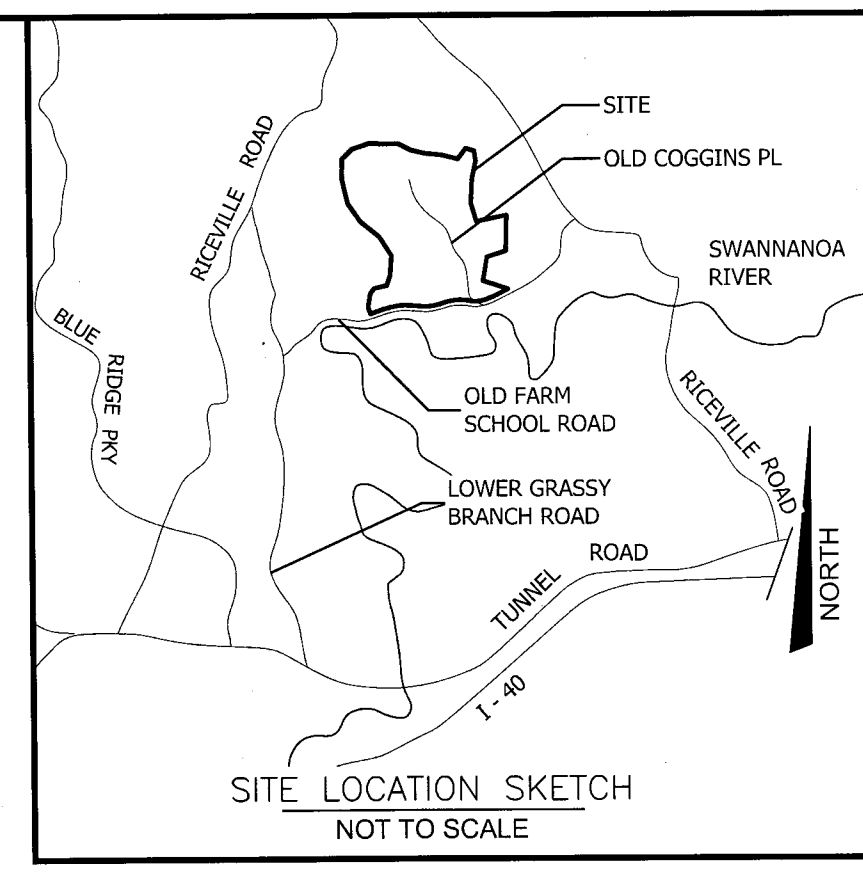 SITE
OLD COGGINS PL
RICEVILLE ROAD
SWANNANOA
RIVER
BLUE
RIDGE PKY
OLD FARM
SCHOOL ROAD
RICEVILLE ROAD
LOWER GRASSY
BRANCH ROAD
TUNNEL ROAD
NORTH
I - 40
SITE LOCATION SKETCH
NOT TO SCALE